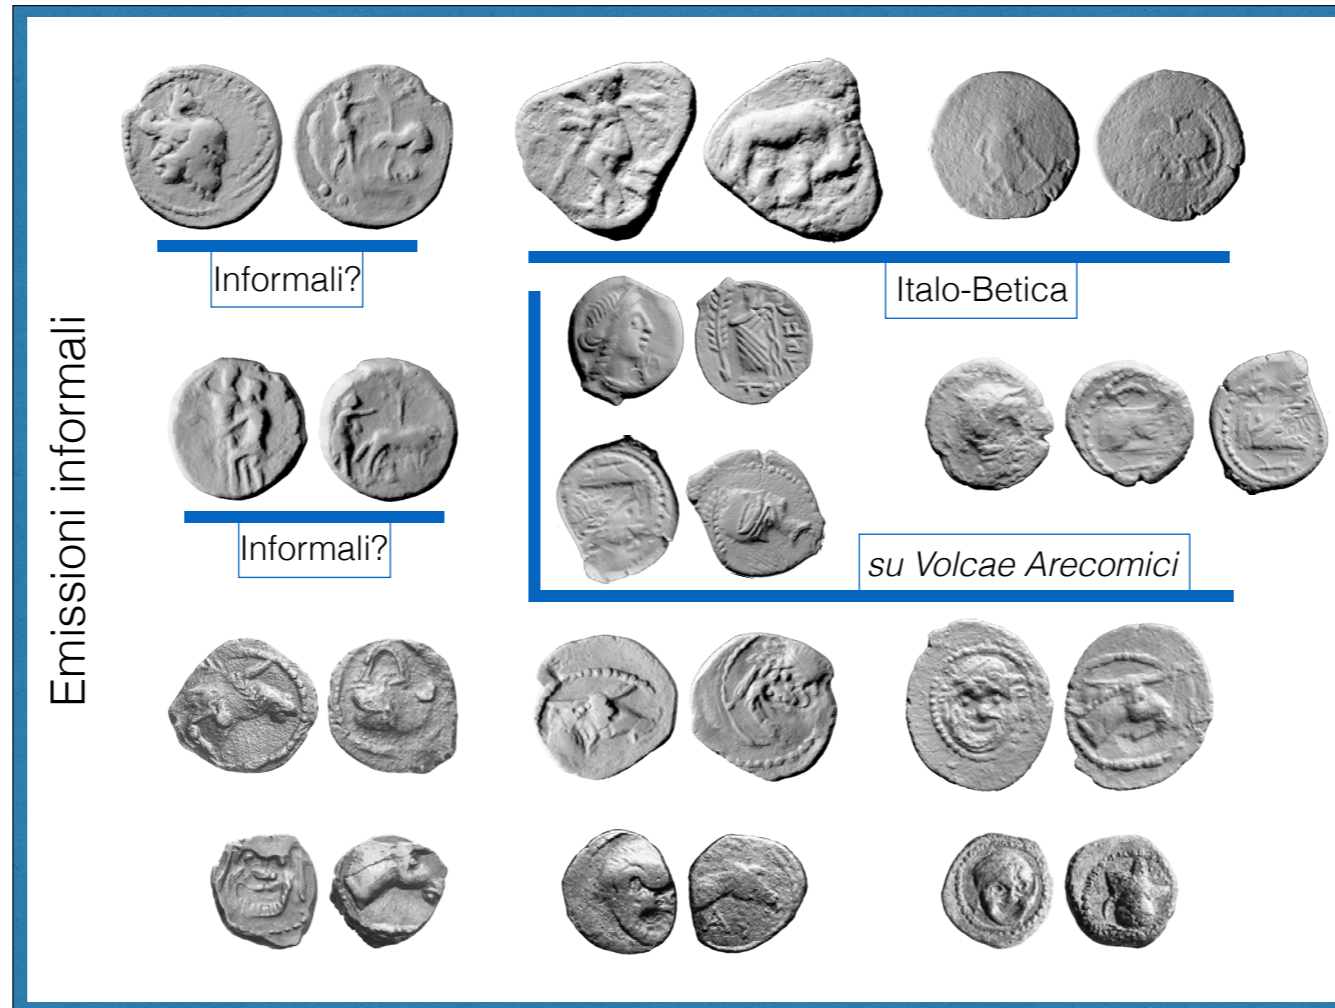 Emissioni informali
Informali?
Italo-Betica
Informali?
su Volcae Arecomici